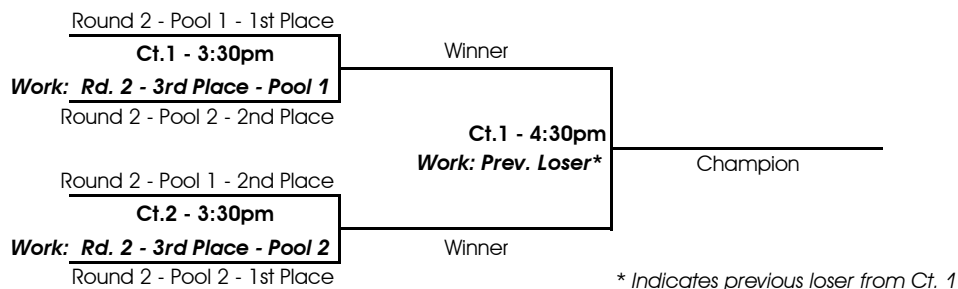 Round 2 - Pool 1 - 1st Place
Ct.1 - 3:30pm
Work: Rd. 2 - 3rd Place - Pool 1
Round 2 - Pool 2 - 2nd Place
Winner
Ct.1 - 4:30pm
Work: Prev. Loser*
Champion
Round 2 - Pool 1 - 2nd Place
Ct.2 - 3:30pm
Work: Rd. 2 - 3rd Place - Pool 2
Round 2 - Pool 2 - 1st Place
Winner
* Indicates previous loser from Ct. 1